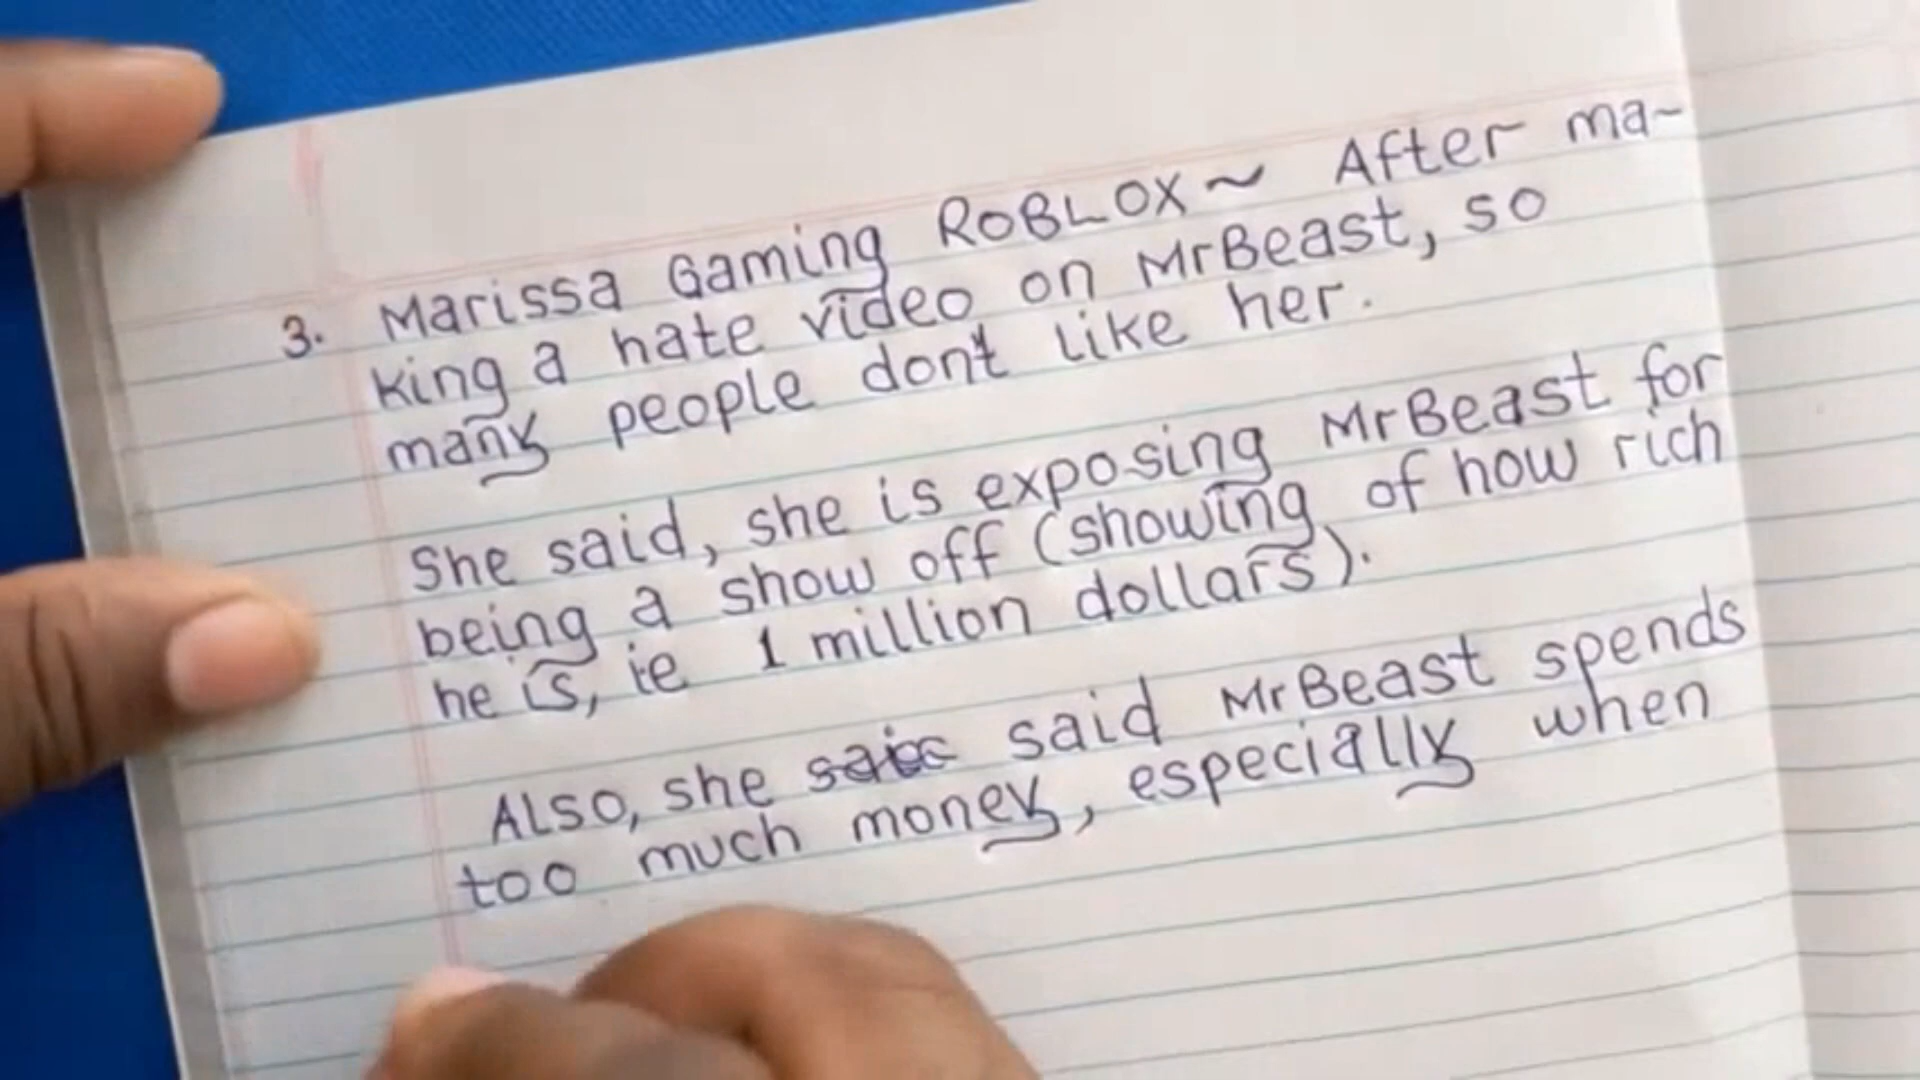 3. Marissa Gaming ROBLOX ~ After ma-
king a hate video on MrBeast, so
many people don't like her.
She said, she is exposing MrBeast for
being a show off (showing of how rich
he is, ie 1 million dollars).
Also, she said MrBeast spends
too much money, especially when